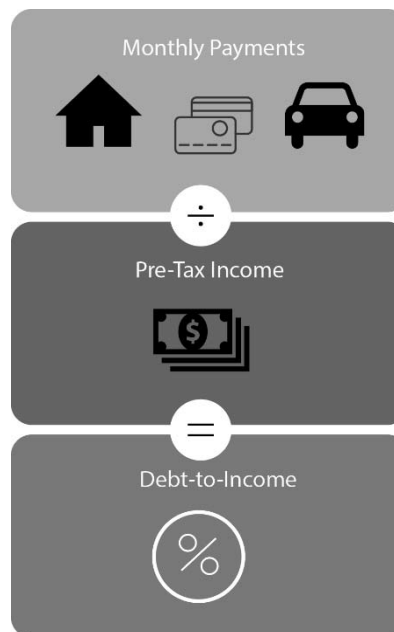 Monthly Payments
÷
Pre-Tax Income
$
=
Debt-to-Income
%